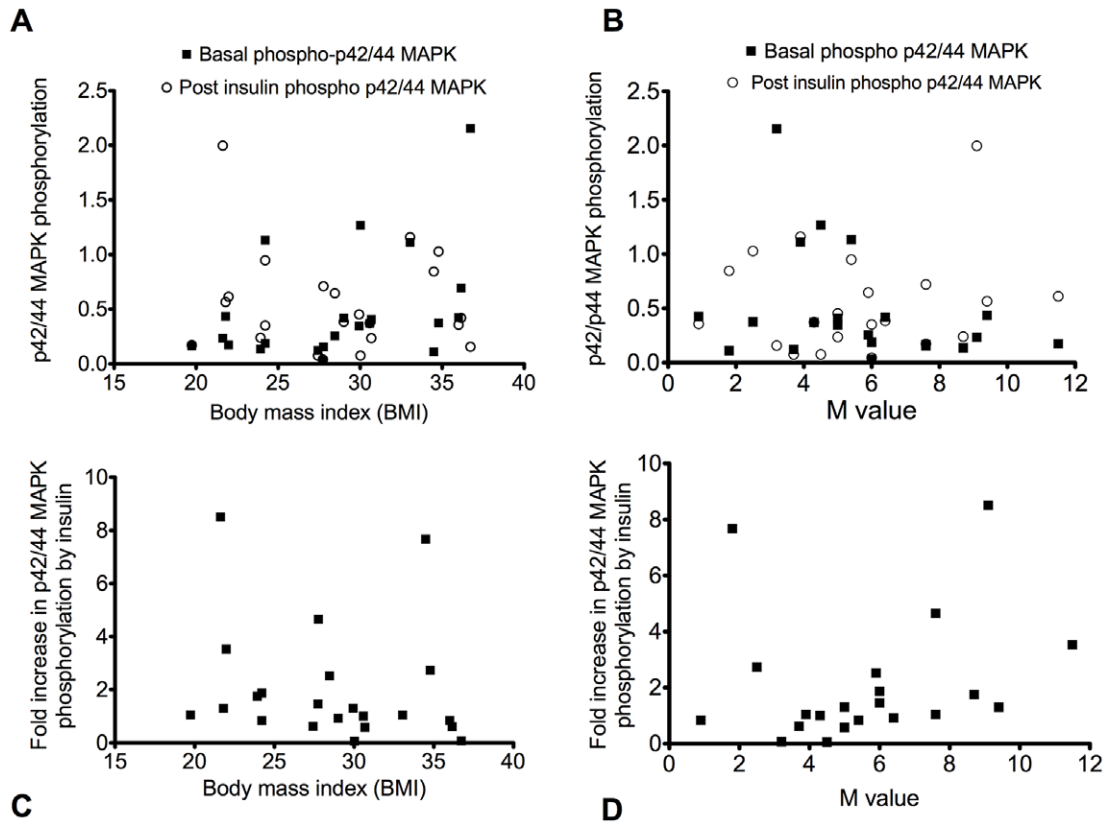 A
■ Basal phospho-p42/44 MAPK
○ Post insulin phospho p42/44 MAPK
p42/44 MAPK phosphorylation
2.5
2.0
1.5
1.0
0.5
0.0
15 20 25 30 35 40
Body mass index (BMI)
B
■ Basal phospho p42/44 MAPK
○ Post insulin phospho p42/44 MAPK
p42/p44 MAPK phosphorylation
2.5
2.0
1.5
1.0
0.5
0.0
0 2 4 6 8 10 12
M value
Fold increase in p42/44 MAPK
phosphorylation by insulin
10
8
6
4
2
0
15 20 25 30 35 40
Body mass index (BMI)
C
Fold increase in p42/44 MAPK
phosphorylation by insulin
10
8
6
4
2
0
0 2 4 6 8 10 12
M value
D